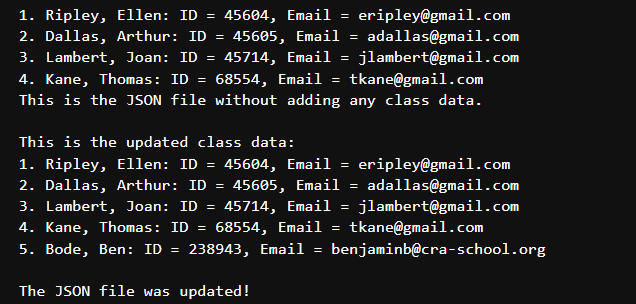 1. Ripley, Ellen: ID = 45604, Email = eripley@gmail.com
2. Dallas, Arthur: ID = 45605, Email = adallas@gmail.com
3. Lambert, Joan: ID = 45714, Email = jlambert@gmail.com
4. Kane, Thomas: ID = 68554, Email = tkane@gmail.com
This is the JSON file without adding any class data.

This is the updated class data:
1. Ripley, Ellen: ID = 45604, Email = eripley@gmail.com
2. Dallas, Arthur: ID = 45605, Email = adallas@gmail.com
3. Lambert, Joan: ID = 45714, Email = jlambert@gmail.com
4. Kane, Thomas: ID = 68554, Email = tkane@gmail.com
5. Bode, Ben: ID = 238943, Email = benjaminb@cra-school.org

The JSON file was updated!